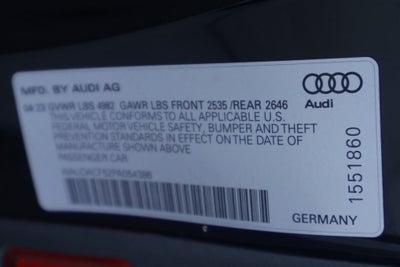 MFD. BY AUDI AG
04/23 GVWR LBS 4982 GAWR LBS FRONT 2535 /REAR 2646
THIS VEHICLE CONFORMS TO ALL APPLICABLE U.S.
FEDERAL MOTOR VEHICLE SAFETY, BUMPER AND THEFT
PREVENTION STANDARDS IN EFFECT ON THE DATE OF
MANUFACTURE SHOWN ABOVE
PASSENGER CAR
Audi
1551860
GERMANY